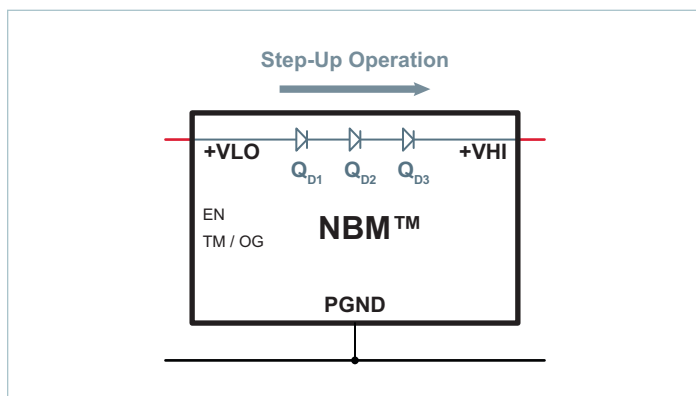 Step-Up Operation
+VLO
+VHI
QD1 QD2 QD3
EN
NBM™
TM / OG
PGND